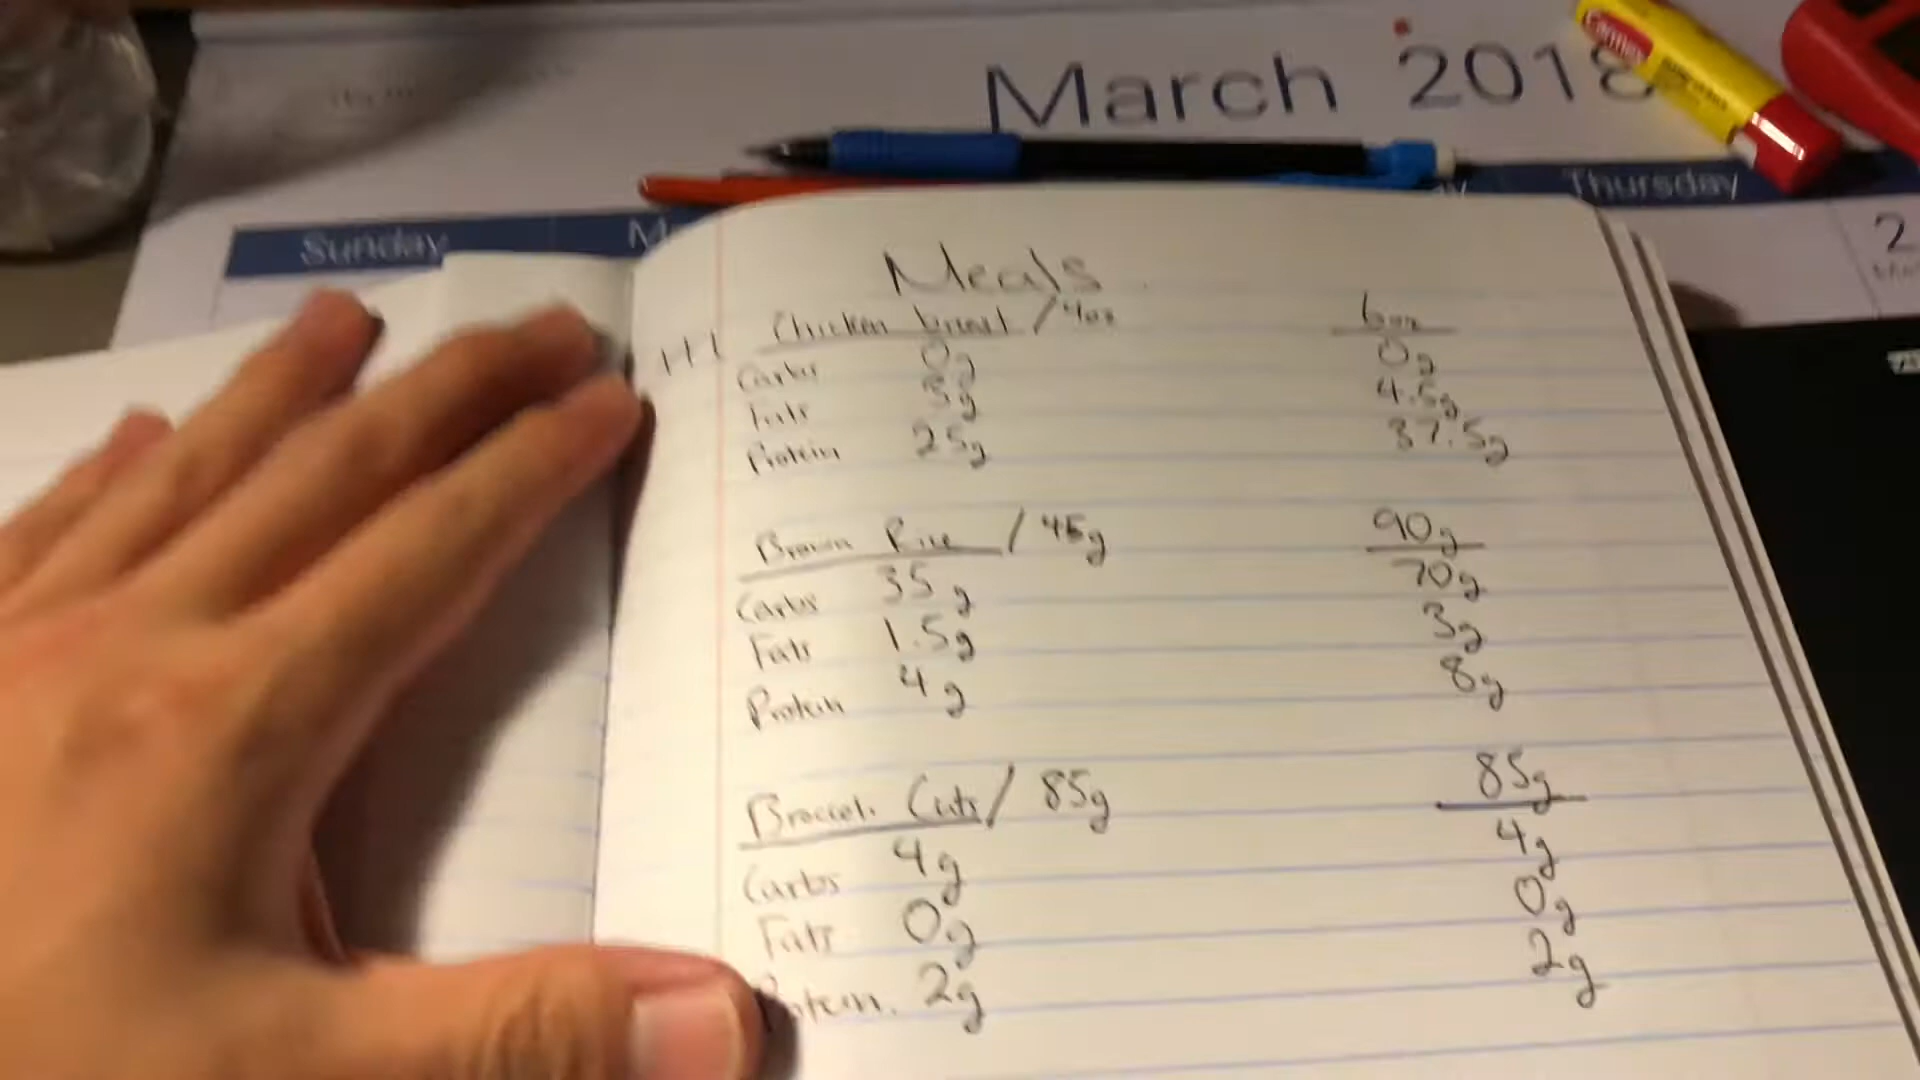 March 2018
Carmex
Sunday
Thursday
2
Meals
Chicken breast / 4oz 6oz
Carbs 0g 0g
Fats 3g 4.5g
Protein 25g 37.5g
Brown Rice / 45g 90g
Carbs 35g 70g
Fats 1.5g 3g
Protein 4g 8g
Broccoli Cuts / 85g 85g
Carbs 4g 4g
Fats 0g 0g
Protein 2g 2g